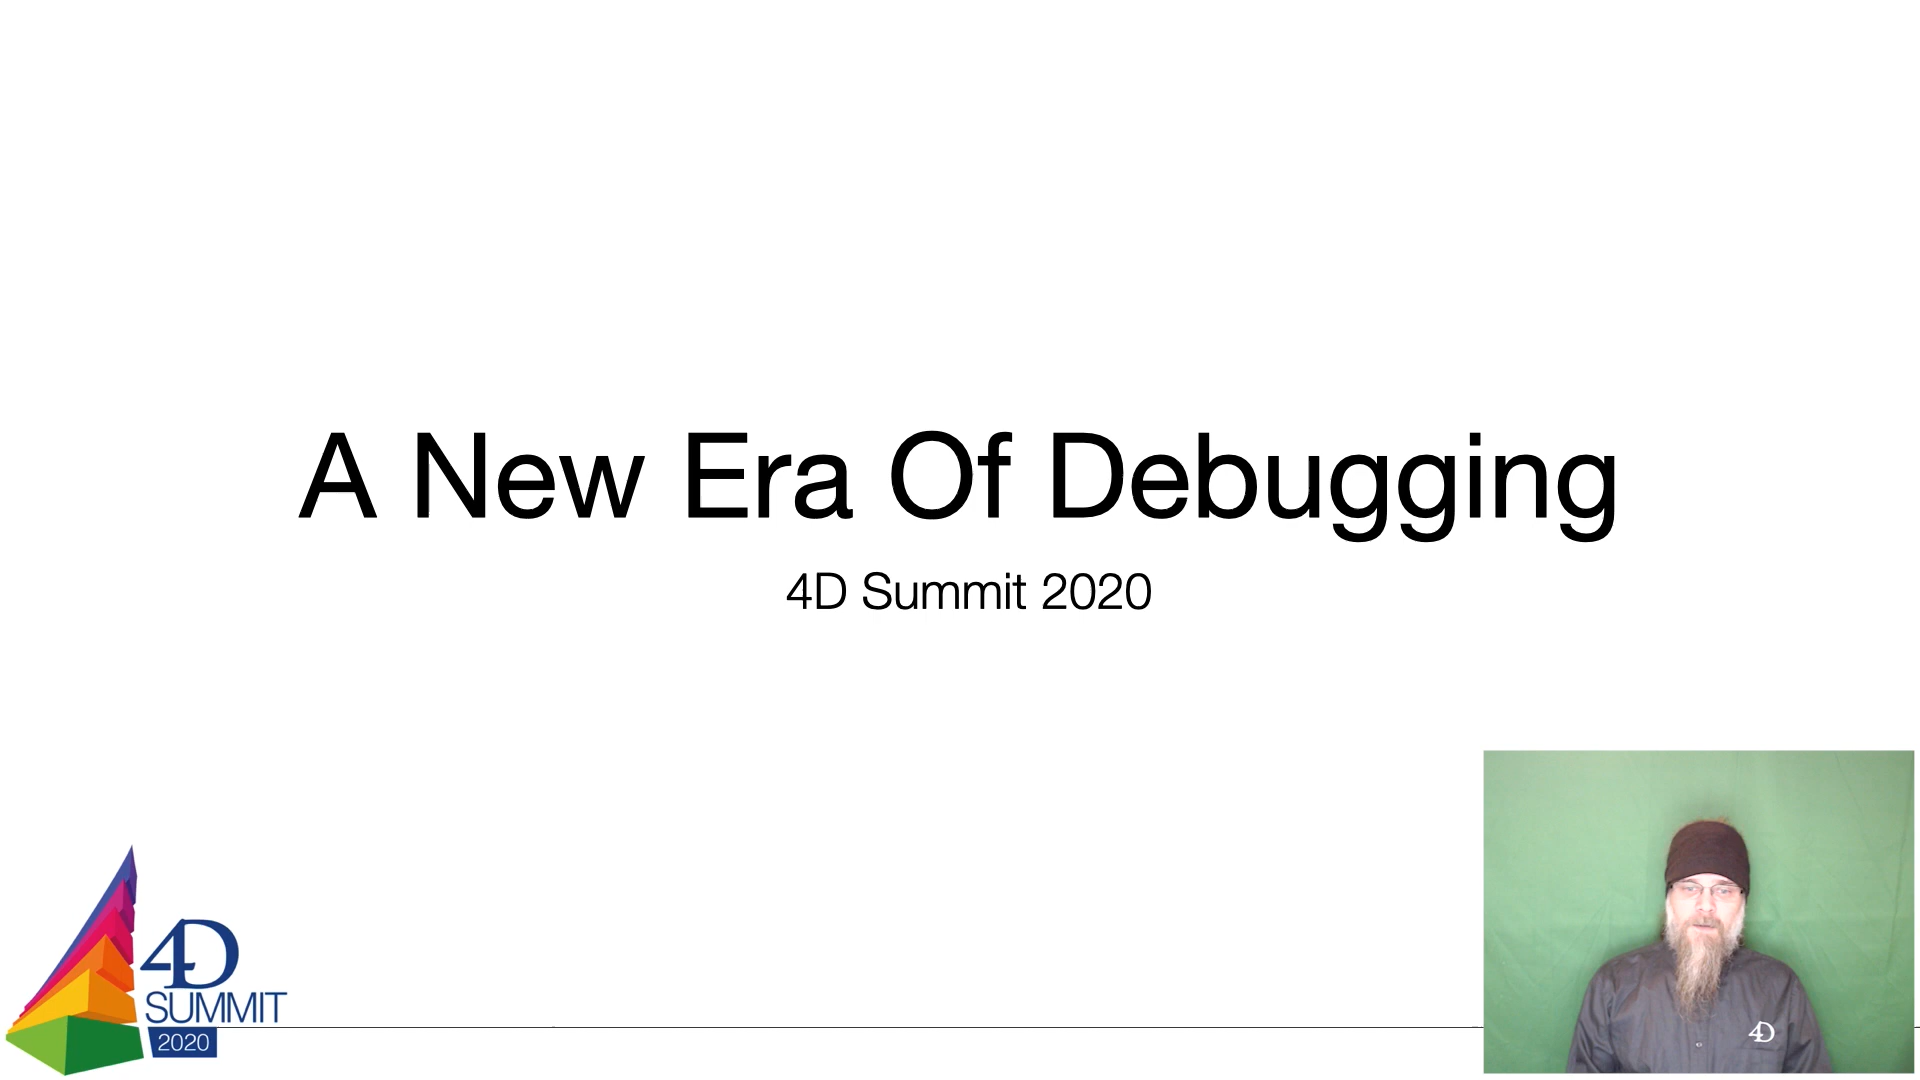 A New Era Of Debugging
4D Summit 2020
4D
SUMMIT
2020
4D